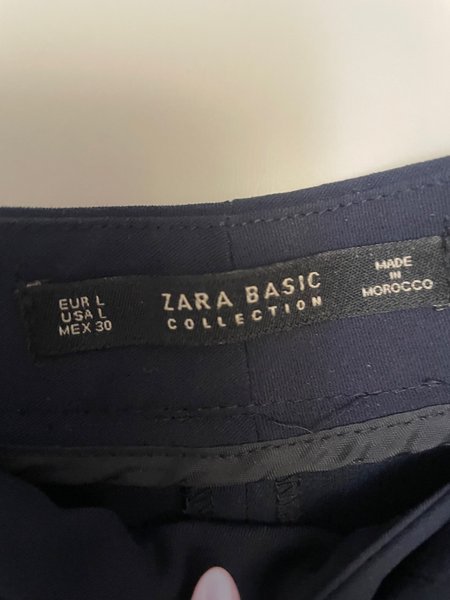 EUR L
USA L
MEX 30
ZARA BASIC
COLLECTION
MADE
IN
MOROCCO